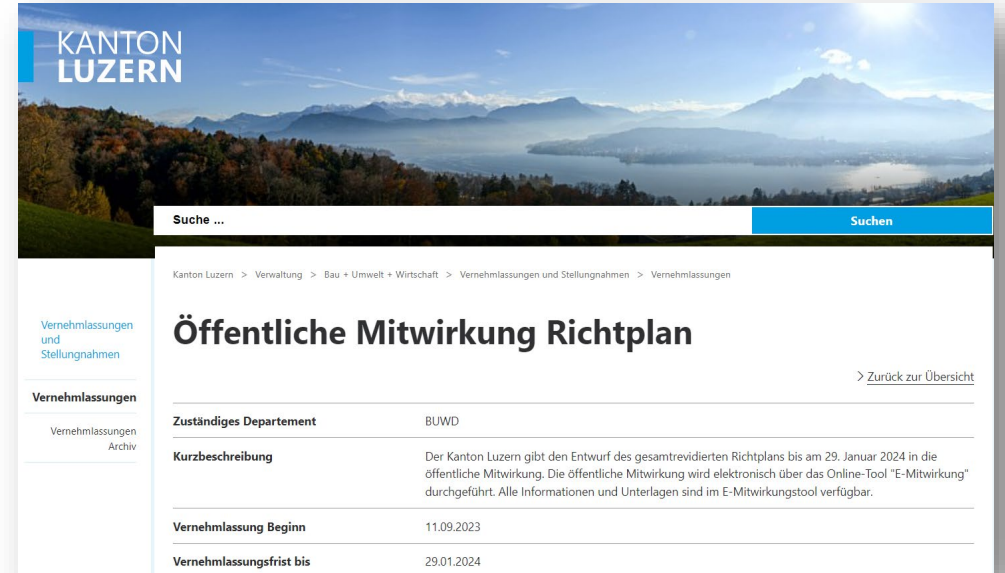 KANTON
LUZERN
Suche ...
Suchen
Kanton Luzern > Verwaltung > Bau + Umwelt + Wirtschaft > Vernehmlassungen und Stellungnahmen > Vernehmlassungen
Vernehmlassungen
und
Stellungnahmen
Vernehmlassungen
Vernehmlassungen
Archiv
Öffentliche Mitwirkung Richtplan
> Zurück zur Übersicht
Zuständiges Departement BUWD
Kurzbeschreibung Der Kanton Luzern gibt den Entwurf des gesamtrevidierten Richtplans bis am 29. Januar 2024 in die
öffentliche Mitwirkung. Die öffentliche Mitwirkung wird elektronisch über das Online-Tool "E-Mitwirkung"
durchgeführt. Alle Informationen und Unterlagen sind im E-Mitwirkungstool verfügbar.
Vernehmlassung Beginn 11.09.2023
Vernehmlassungsfrist bis 29.01.2024